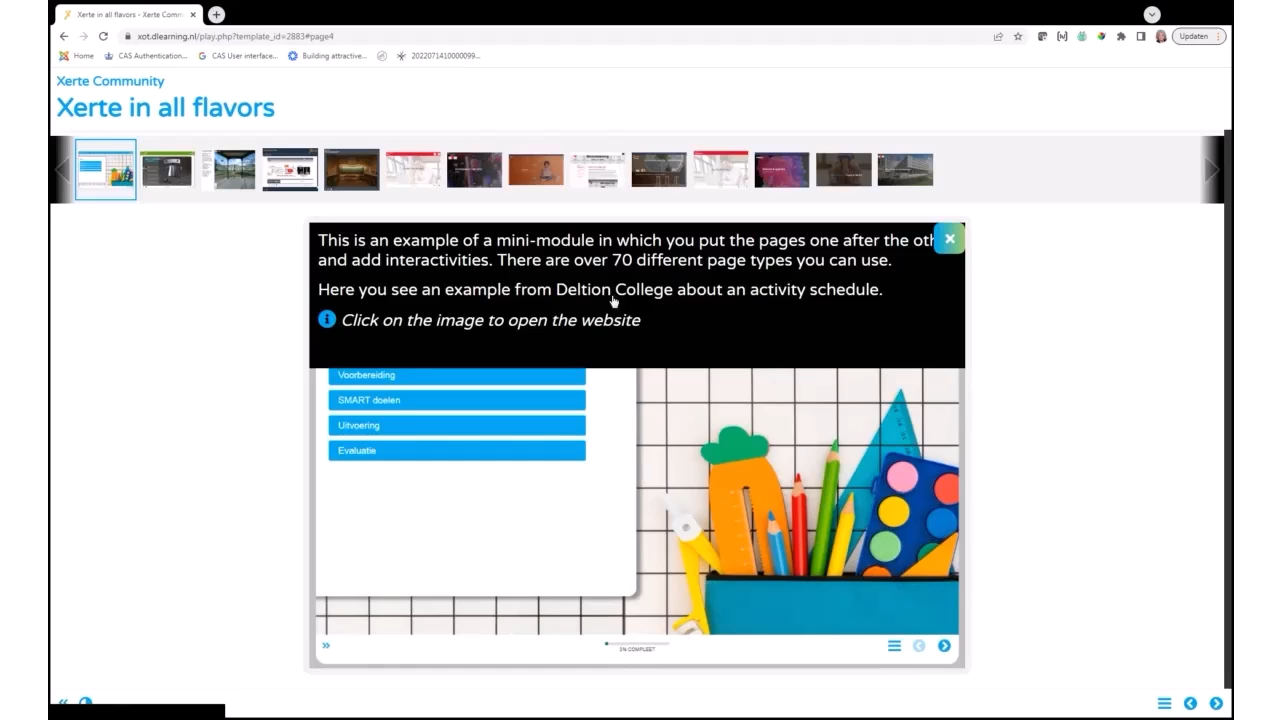 Xerte in all flavors - Xerte Comm
xot.dlearning.nl/play.php?template_id=2883#page4
Updaten
Home
CAS Authentication...
CAS User interface...
Building attractive...
2022071410000099...
Xerte Community
Xerte in all flavors
This is an example of a mini-module in which you put the pages one after the oth
and add interactivities. There are over 70 different page types you can use.
Here you see an example from Deltion College about an activity schedule.
Click on the image to open the website
Voorbereiding
SMART doelen
Uitvoering
Evaluatie
COMPLEET